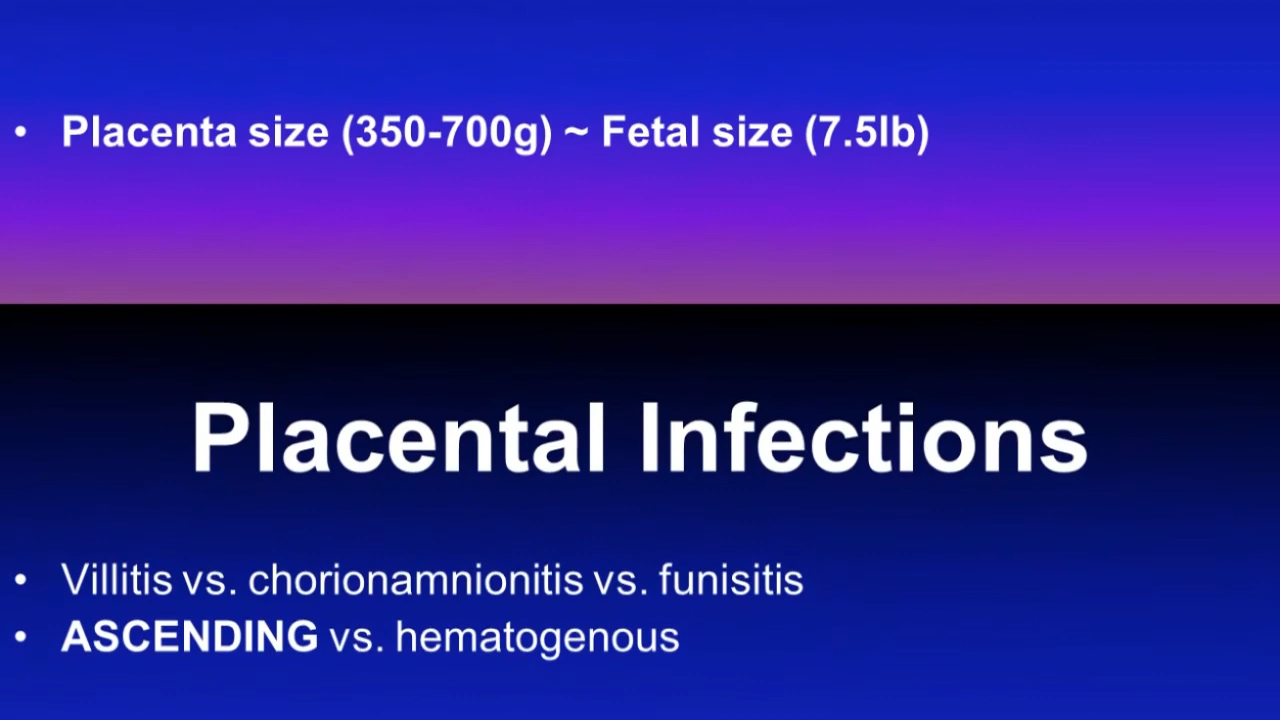 • Placenta size (350-700g) ~ Fetal size (7.5lb)
Placental Infections
• Villitis vs. chorionamnionitis vs. funisitis
• ASCENDING vs. hematogenous